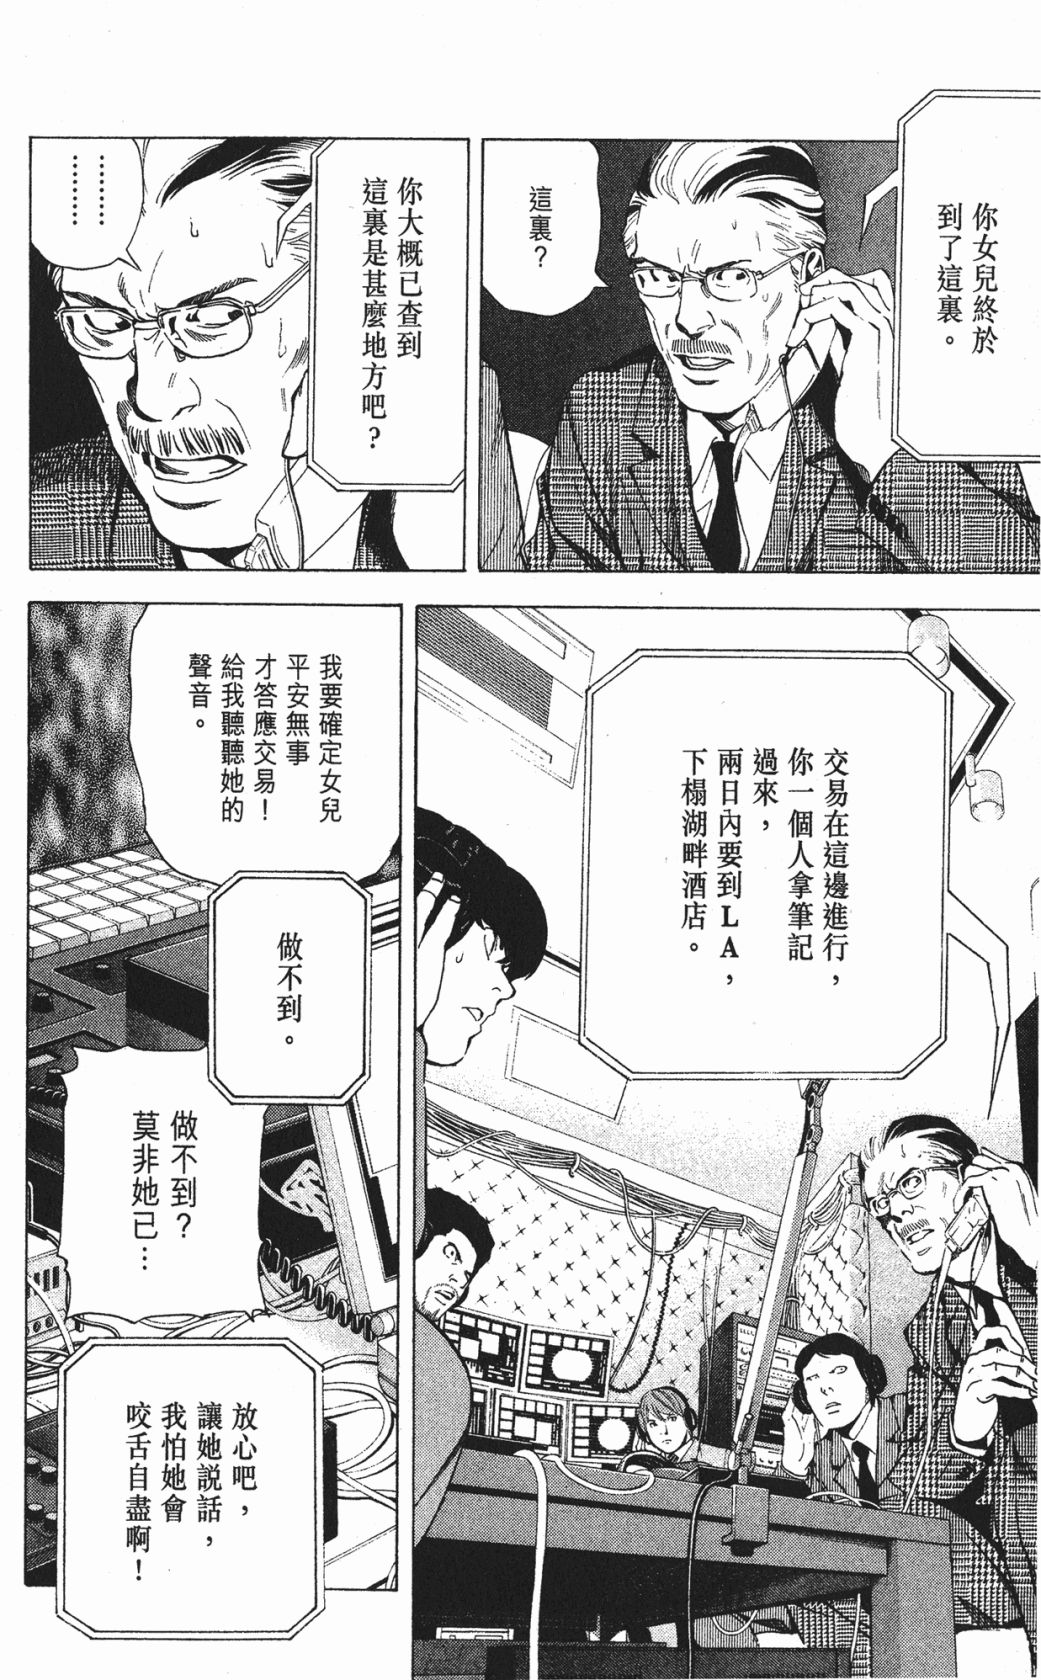 你女兒終於
到了這裏。
這裏？
你大概已查到
這裏是甚麼地方吧？
………
………
交易在這邊進行，
你一個人拿筆記
過來，
兩日內要到LA，
下榻湖畔酒店。
我要確定女兒
平安無事
才答應交易！
給我聽聽她的
聲音。
做不到。
做不到？
莫非她已…
放心吧，
讓她説話，
我怕她會
咬舌自盡啊！